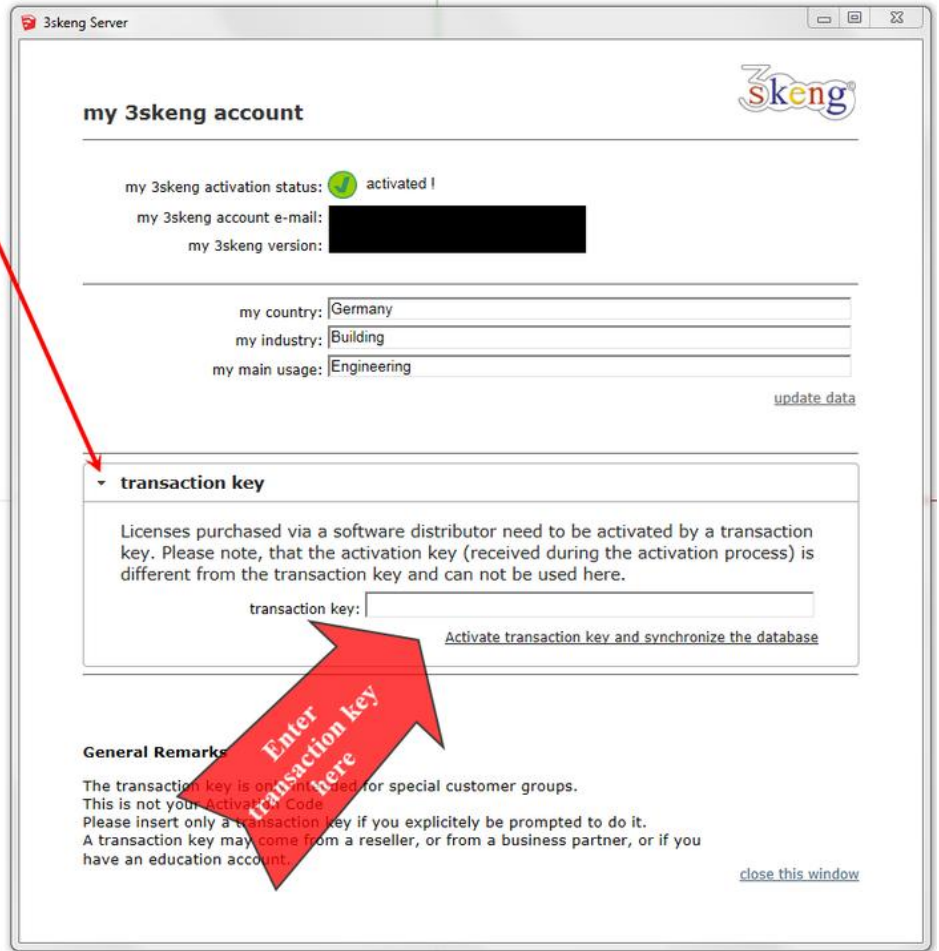 3skeng Server
3skeng
my 3skeng account
my 3skeng activation status: activated !
my 3skeng account e-mail:
my 3skeng version:
my country: Germany
my industry: Building
my main usage: Engineering
update data
transaction key
Licenses purchased via a software distributor need to be activated by a transaction
key. Please note, that the activation key (received during the activation process) is
different from the transaction key and can not be used here.
transaction key:
Activate transaction key and synchronize the database
Enter
transaction key
here
General Remarks
The transaction key is only intended for special customer groups.
This is not your Activation Code
Please insert only a transaction key if you explicitely be prompted to do it.
A transaction key may come from a reseller, or from a business partner, or if you
have an education account.
close this window